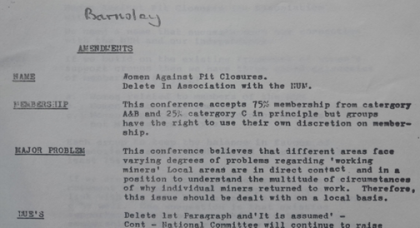 Barnsley
AMENDMENTS
NAME Women Against Pit Closures.
Delete In Association with the NUM.
MEMBERSHIP This conference accepts 75% membership from catergory
A&B and 25% catergory C in principle but groups
have the right to use their own discretion on member-
ship.
MAJOR PROBLEM This conference believes that different areas face
varying degrees of problems regarding 'working
miners' Local areas are in direct contact and in a
position to understand the multitude of circumstances
of why individual miners returned to work. Therefore,
this issue should be dealt with on a local basis.
DUE'S Delete 1st Paragraph and 'It is assumed' -
Cont - National Committee will continue to raise